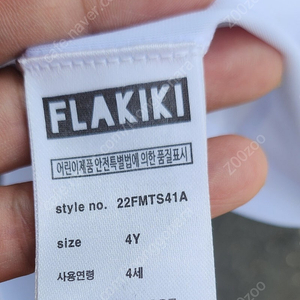 FLAKIKI
어린이제품 안전특별법에 의한 품질표시
style no. 22FMTS41A
size 4Y
사용연령 4세